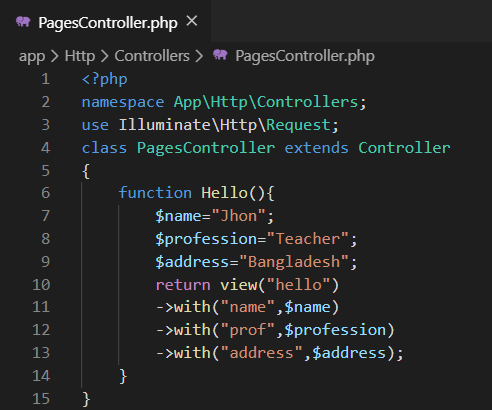 PagesController.php ×
app > Http > Controllers > PagesController.php
1 <?php
2 namespace App\Http\Controllers;
3 use Illuminate\Http\Request;
4 class PagesController extends Controller
5 {
6     function Hello(){
7         $name="Jhon";
8         $profession="Teacher";
9         $address="Bangladesh";
10         return view("hello")
11         ->with("name",$name)
12         ->with("prof",$profession)
13         ->with("address",$address);
14     }
15 }